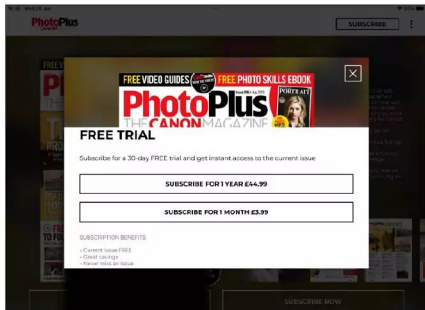 PhotoPlus
CANON
SUBSCRIBE
FREE VIDEO GUIDES FREE PHOTO SKILLS EBOOK
PhotoPlus
THE CANON MAGAZINE
PORTRAIT
FREE TRIAL
Subscribe for a 30-day FREE trial and get instant access to the current issue
SUBSCRIBE FOR 1 YEAR £44.99
SUBSCRIBE FOR 1 MONTH £3.99
SUBSCRIPTION BENEFITS
• Current issue FREE
• Great savings
• Never miss an issue
SUBSCRIBE NOW